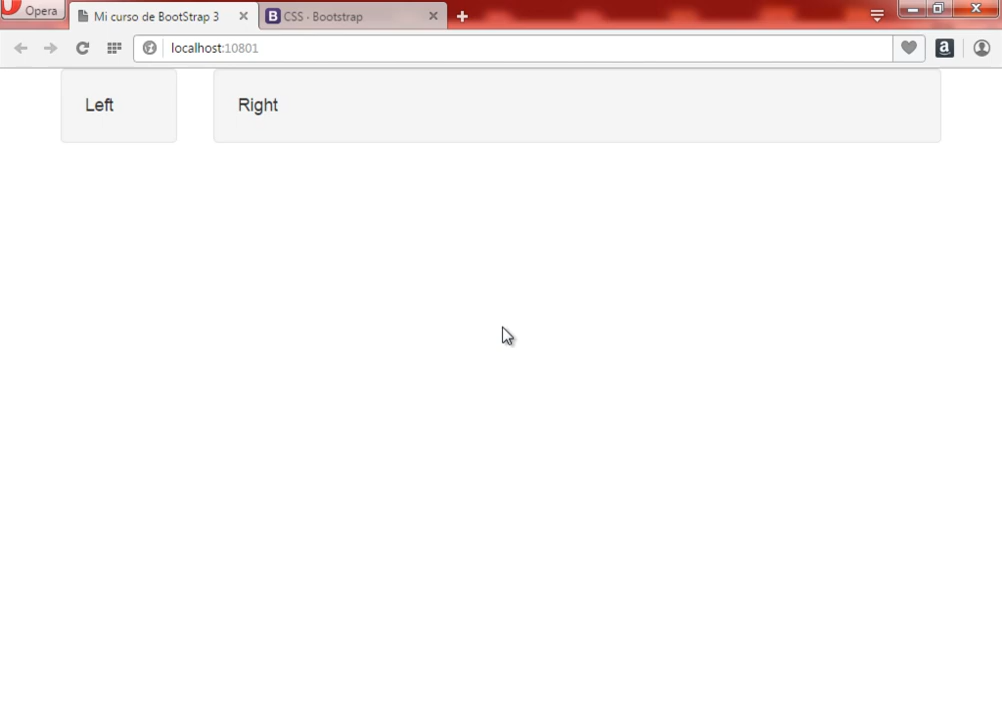 Opera
Mi curso de BootStrap 3
CSS · Bootstrap
localhost:10801
Left
Right